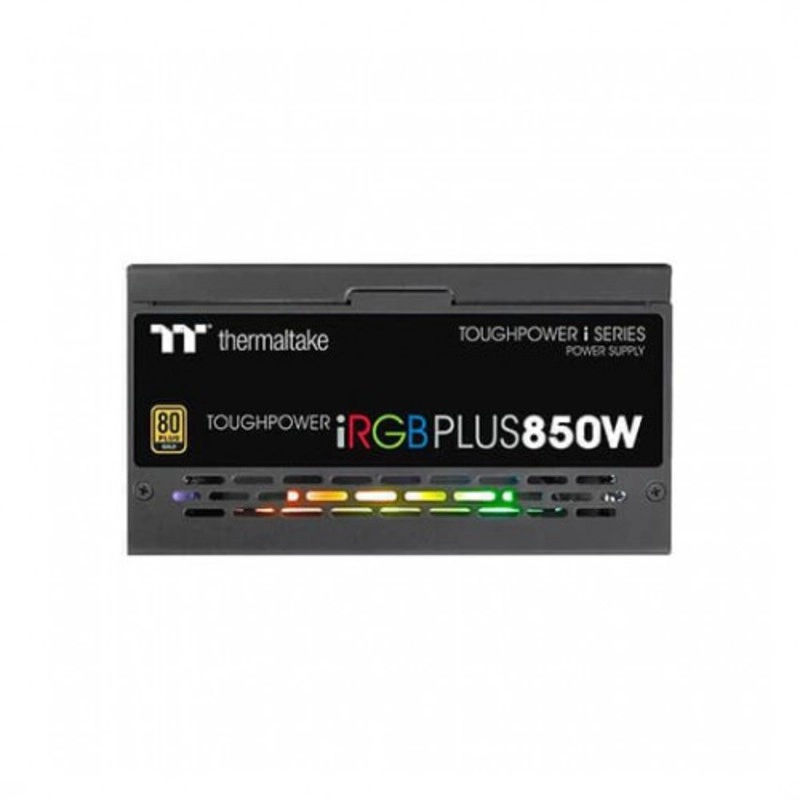 thermaltake
TOUGHPOWER i SERIES
POWER SUPPLY
80
PLUS
GOLD
TOUGHPOWER iRGB PLUS 850W